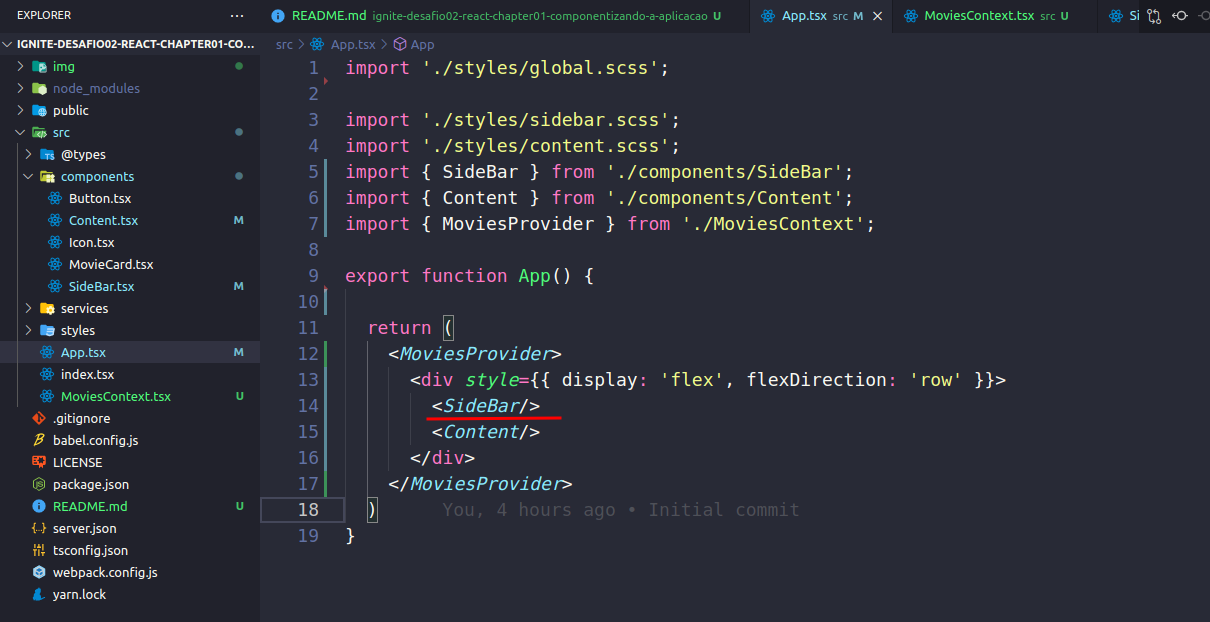 EXPLORER ···
IGNITE-DESAFIO02-REACT-CHAPTER01-CO...
img
node_modules
public
src
@types
components
Button.tsx
Content.tsx M
Icon.tsx
MovieCard.tsx
SideBar.tsx M
services
styles
App.tsx M
index.tsx
MoviesContext.tsx U
.gitignore
babel.config.js
LICENSE
package.json
README.md U
server.json
tsconfig.json
webpack.config.js
yarn.lock
README.md ignite-desafio02-react-chapter01-componentizando-a-aplicacao U
App.tsx src M
MoviesContext.tsx src U
Si
src > App.tsx > App
1 import './styles/global.scss';
2
3 import './styles/sidebar.scss';
4 import './styles/content.scss';
5 import { SideBar } from './components/SideBar';
6 import { Content } from './components/Content';
7 import { MoviesProvider } from './MoviesContext';
8
9 export function App() {
10
11 return (
12 <MoviesProvider>
13 <div style={{ display: 'flex', flexDirection: 'row' }}>
14 <SideBar/>
15 <Content/>
16 </div>
17 </MoviesProvider>
18 ) You, 4 hours ago • Initial commit
19 }